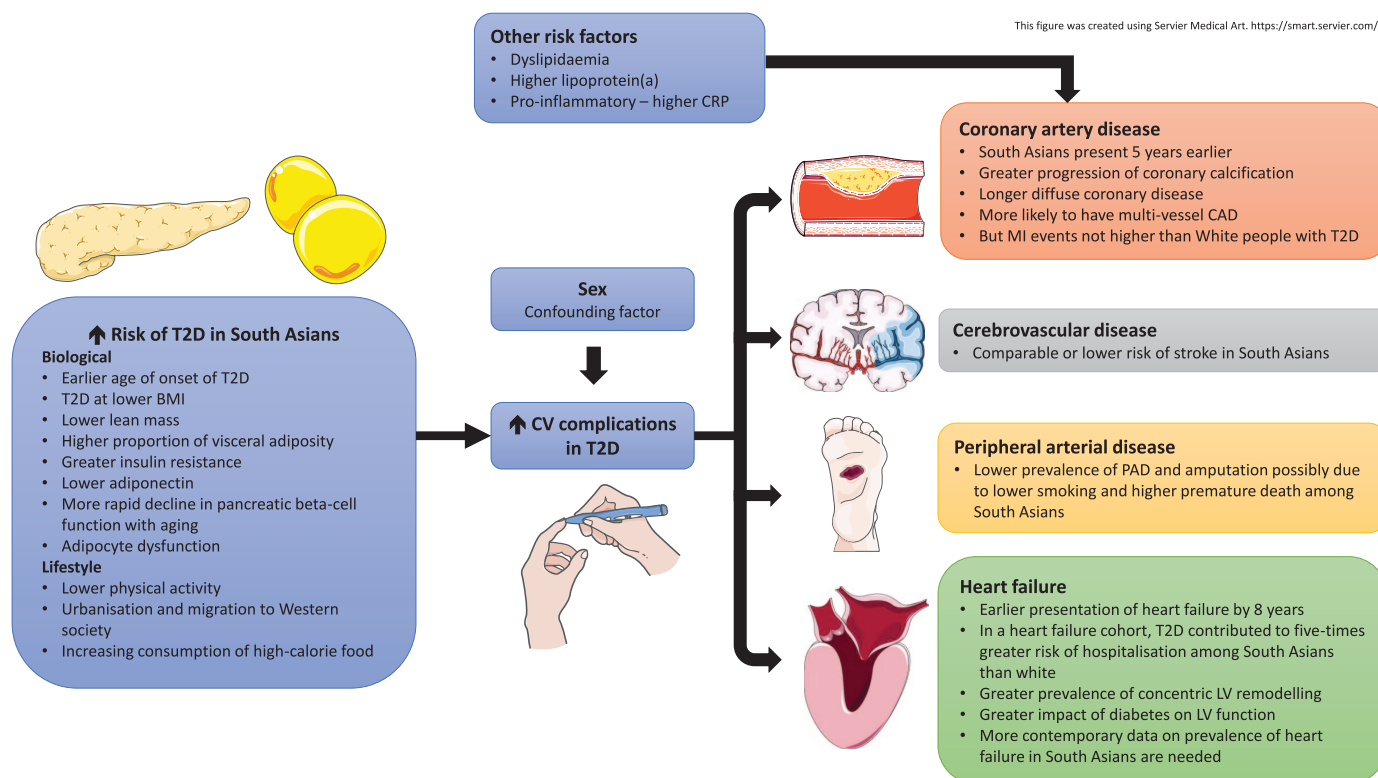 This figure was created using Servier Medical Art. https://smart.servier.com/
Other risk factors
• Dyslipidaemia
• Higher lipoprotein(a)
• Pro-inflammatory – higher CRP
Coronary artery disease
• South Asians present 5 years earlier
• Greater progression of coronary calcification
• Longer diffuse coronary disease
• More likely to have multi-vessel CAD
• But MI events not higher than White people with T2D
Risk of T2D in South Asians
Biological
• Earlier age of onset of T2D
• T2D at lower BMI
• Lower lean mass
• Higher proportion of visceral adiposity
• Greater insulin resistance
• Lower adiponectin
• More rapid decline in pancreatic beta-cell
function with aging
• Adipocyte dysfunction
Lifestyle
• Lower physical activity
• Urbanisation and migration to Western
society
• Increasing consumption of high-calorie food
Sex
Confounding factor
CV complications
in T2D
Cerebrovascular disease
• Comparable or lower risk of stroke in South Asians
Peripheral arterial disease
• Lower prevalence of PAD and amputation possibly due
to lower smoking and higher premature death among
South Asians
Heart failure
• Earlier presentation of heart failure by 8 years
• In a heart failure cohort, T2D contributed to five-times
greater risk of hospitalisation among South Asians
than white
• Greater prevalence of concentric LV remodelling
• Greater impact of diabetes on LV function
• More contemporary data on prevalence of heart
failure in South Asians are needed